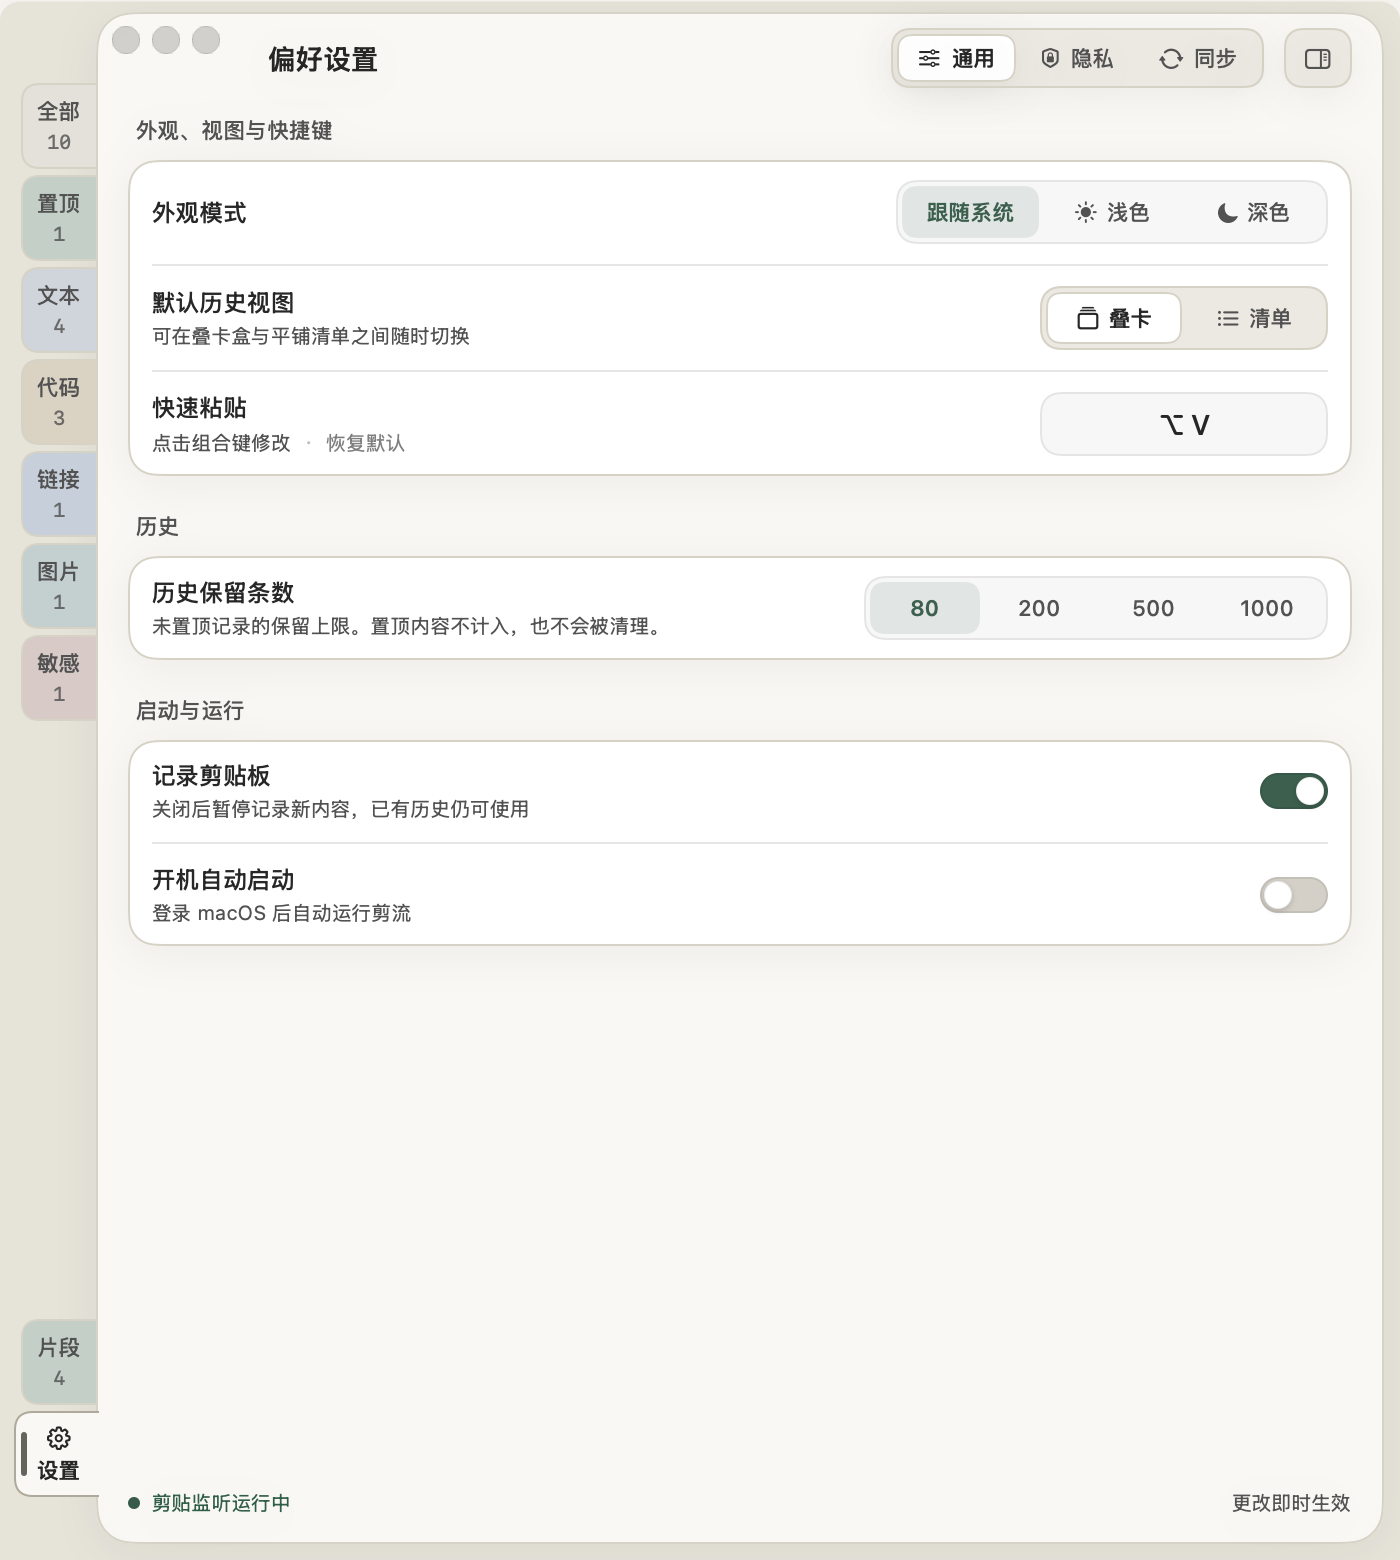 偏好设置
通用
隐私
同步
全部
10
置顶
1
文本
4
代码
3
链接
1
图片
1
敏感
1
片段
4
设置
外观、视图与快捷键
外观模式
跟随系统
浅色
深色
默认历史视图
可在叠卡盒与平铺清单之间随时切换
叠卡
清单
快速粘贴
点击组合键修改 · 恢复默认
⌥ V
历史
历史保留条数
未置顶记录的保留上限。置顶内容不计入，也不会被清理。
80
200
500
1000
启动与运行
记录剪贴板
关闭后暂停记录新内容，已有历史仍可使用
开机自动启动
登录 macOS 后自动运行剪流
剪贴监听运行中
更改即时生效